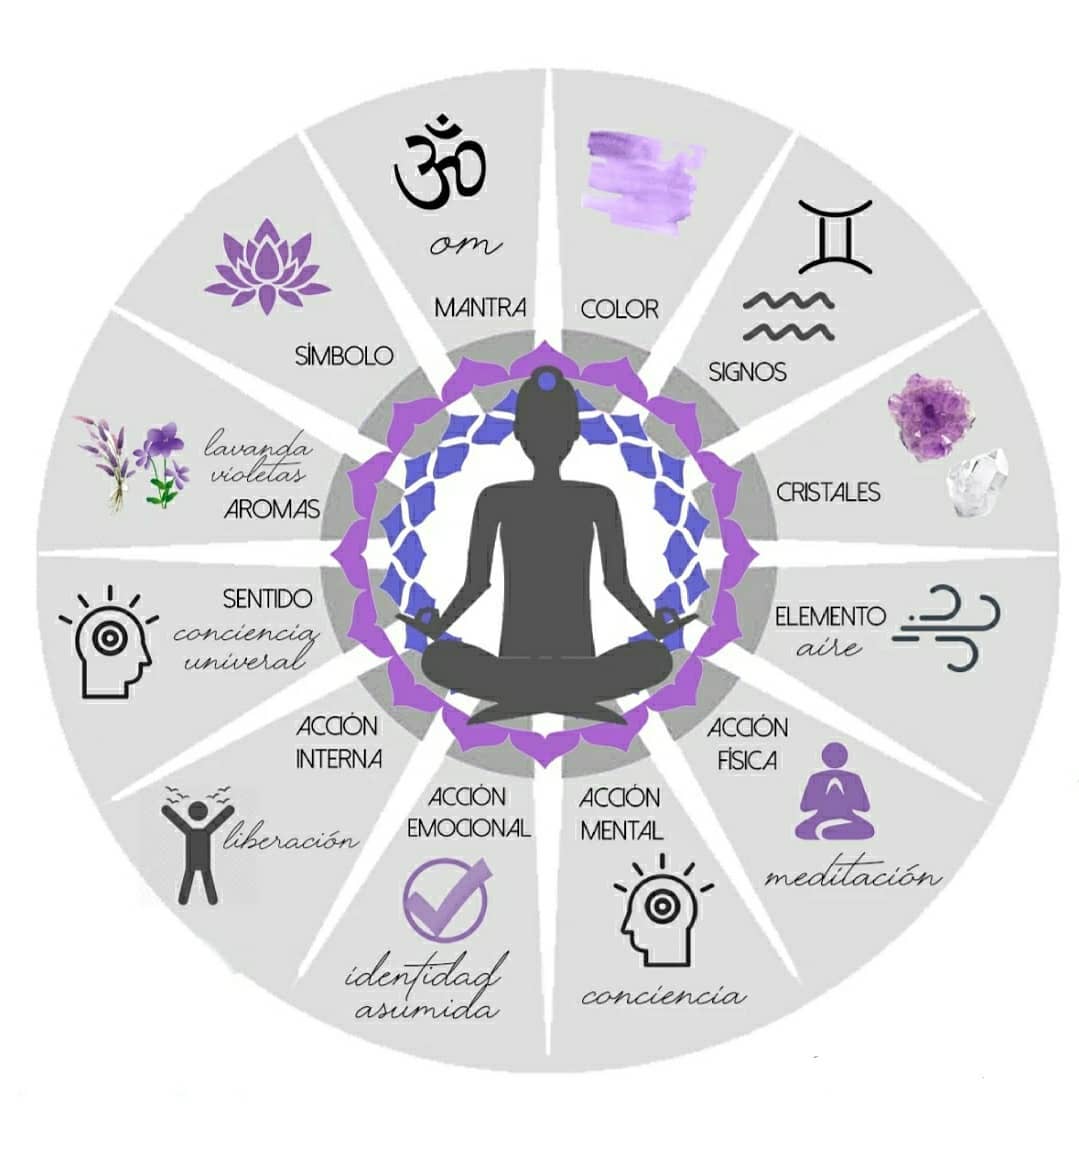 om
MANTRA
COLOR
SIGNOS
CRISTALES
ELEMENTO
aire
ACCIÓN
FÍSICA
meditación
ACCIÓN
MENTAL
conciencia
ACCIÓN
EMOCIONAL
identidad
asumida
ACCIÓN
INTERNA
liberación
SENTIDO
conciencia
univeral
lavanda
violetas
AROMAS
SÍMBOLO